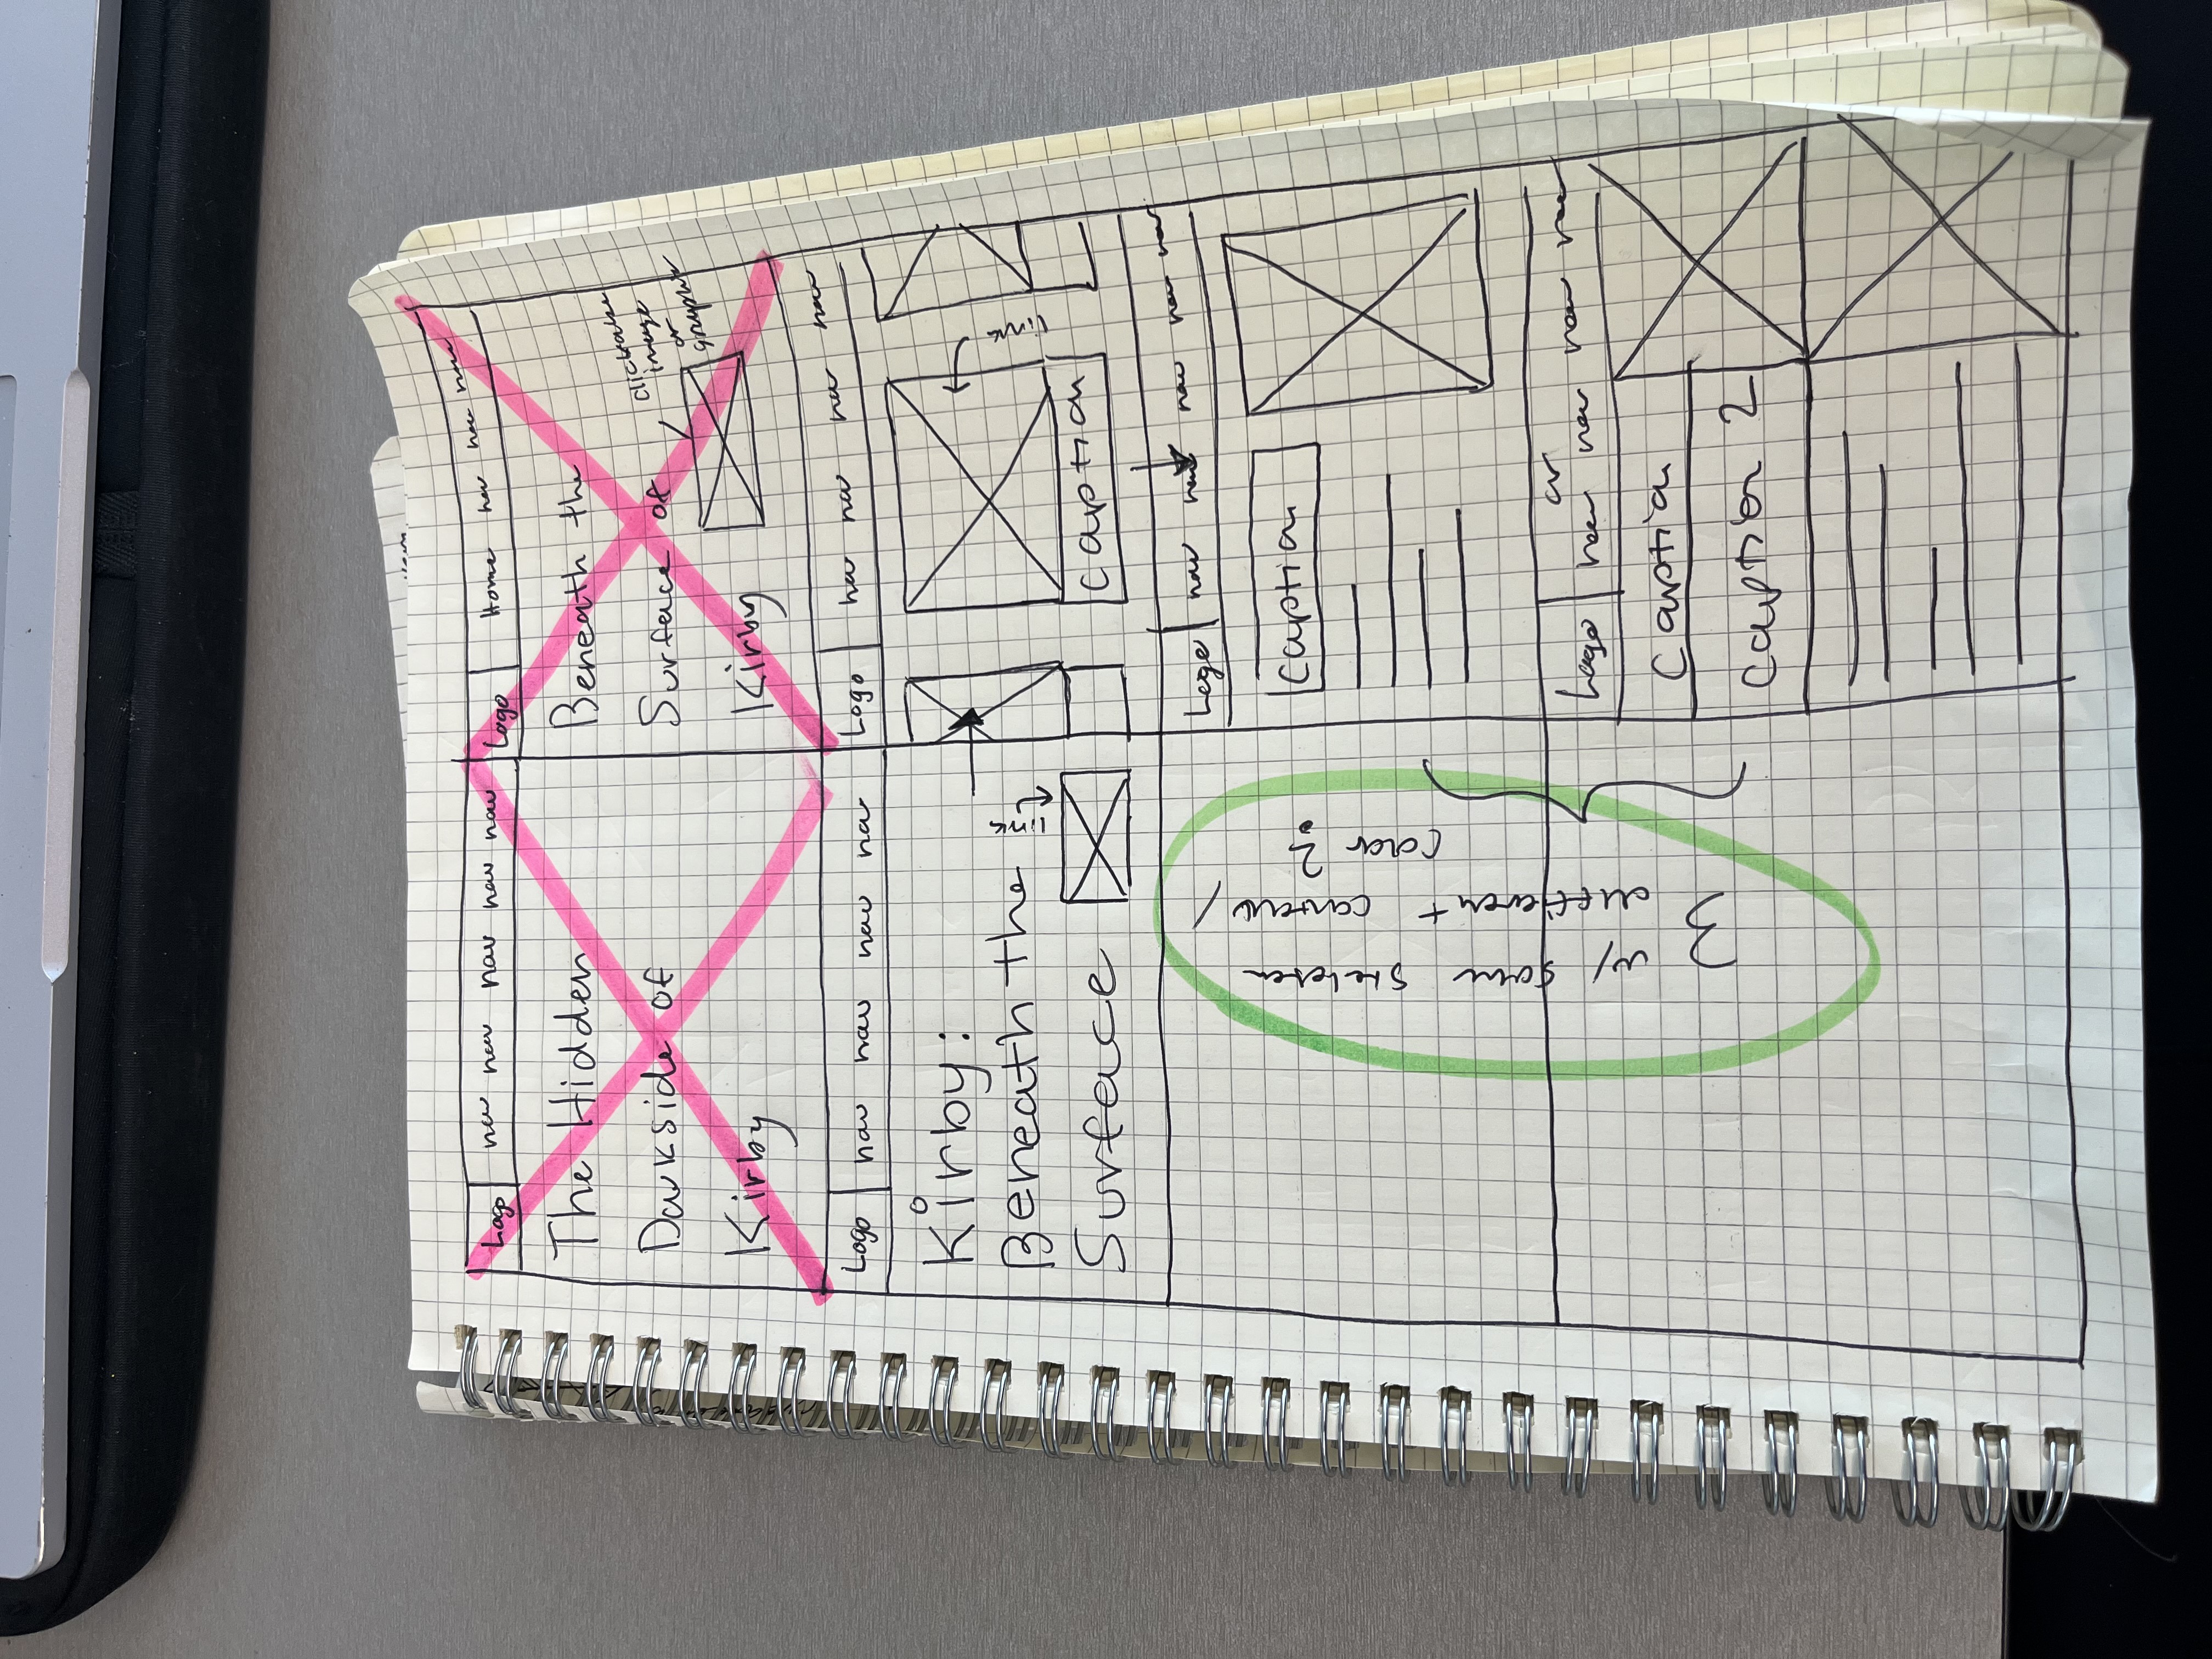 Logo nav nav nav nav nav
The Hidden
Darkside of
Kirby
Logo Home nav nav nav
Beneath the
Surface of
Kirby
clickable
image
or
graphic
Logo nav nav nav nav
Kirby:
Beneath the
Surface
link
Logo nav nav nav nav
link
caption
Logo nav nav nav nav nav
caption
3 w/ same skeleton
different content/
color?
or
Logo nav nav nav nav
Caption
Caption 2